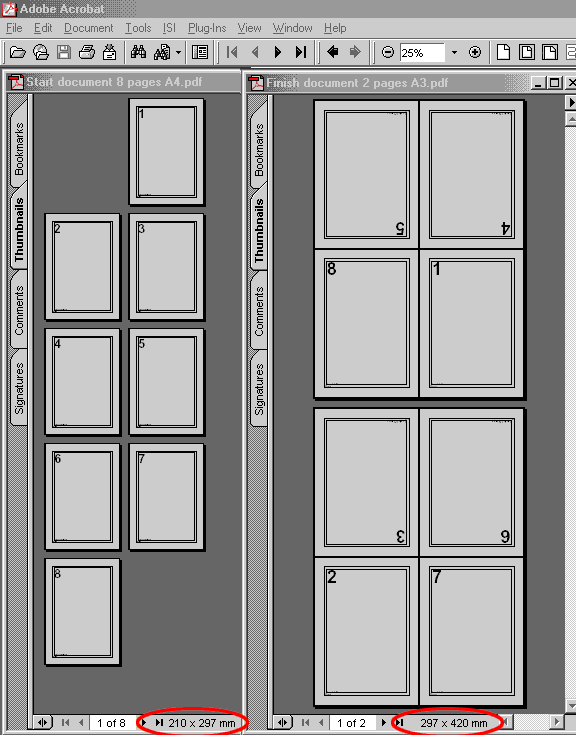 Adobe Acrobat
File Edit Document Tools ISI Plug-Ins View Window Help
25%
Start document 8 pages A4.pdf
Bookmarks
Thumbnails
Comments
Signatures
1
2
3
4
5
6
7
8
1 of 8
210 x 297 mm
Finish document 2 pages A3.pdf
Bookmarks
Thumbnails
Comments
Signatures
5
4
8
1
3
6
2
7
1 of 2
297 x 420 mm